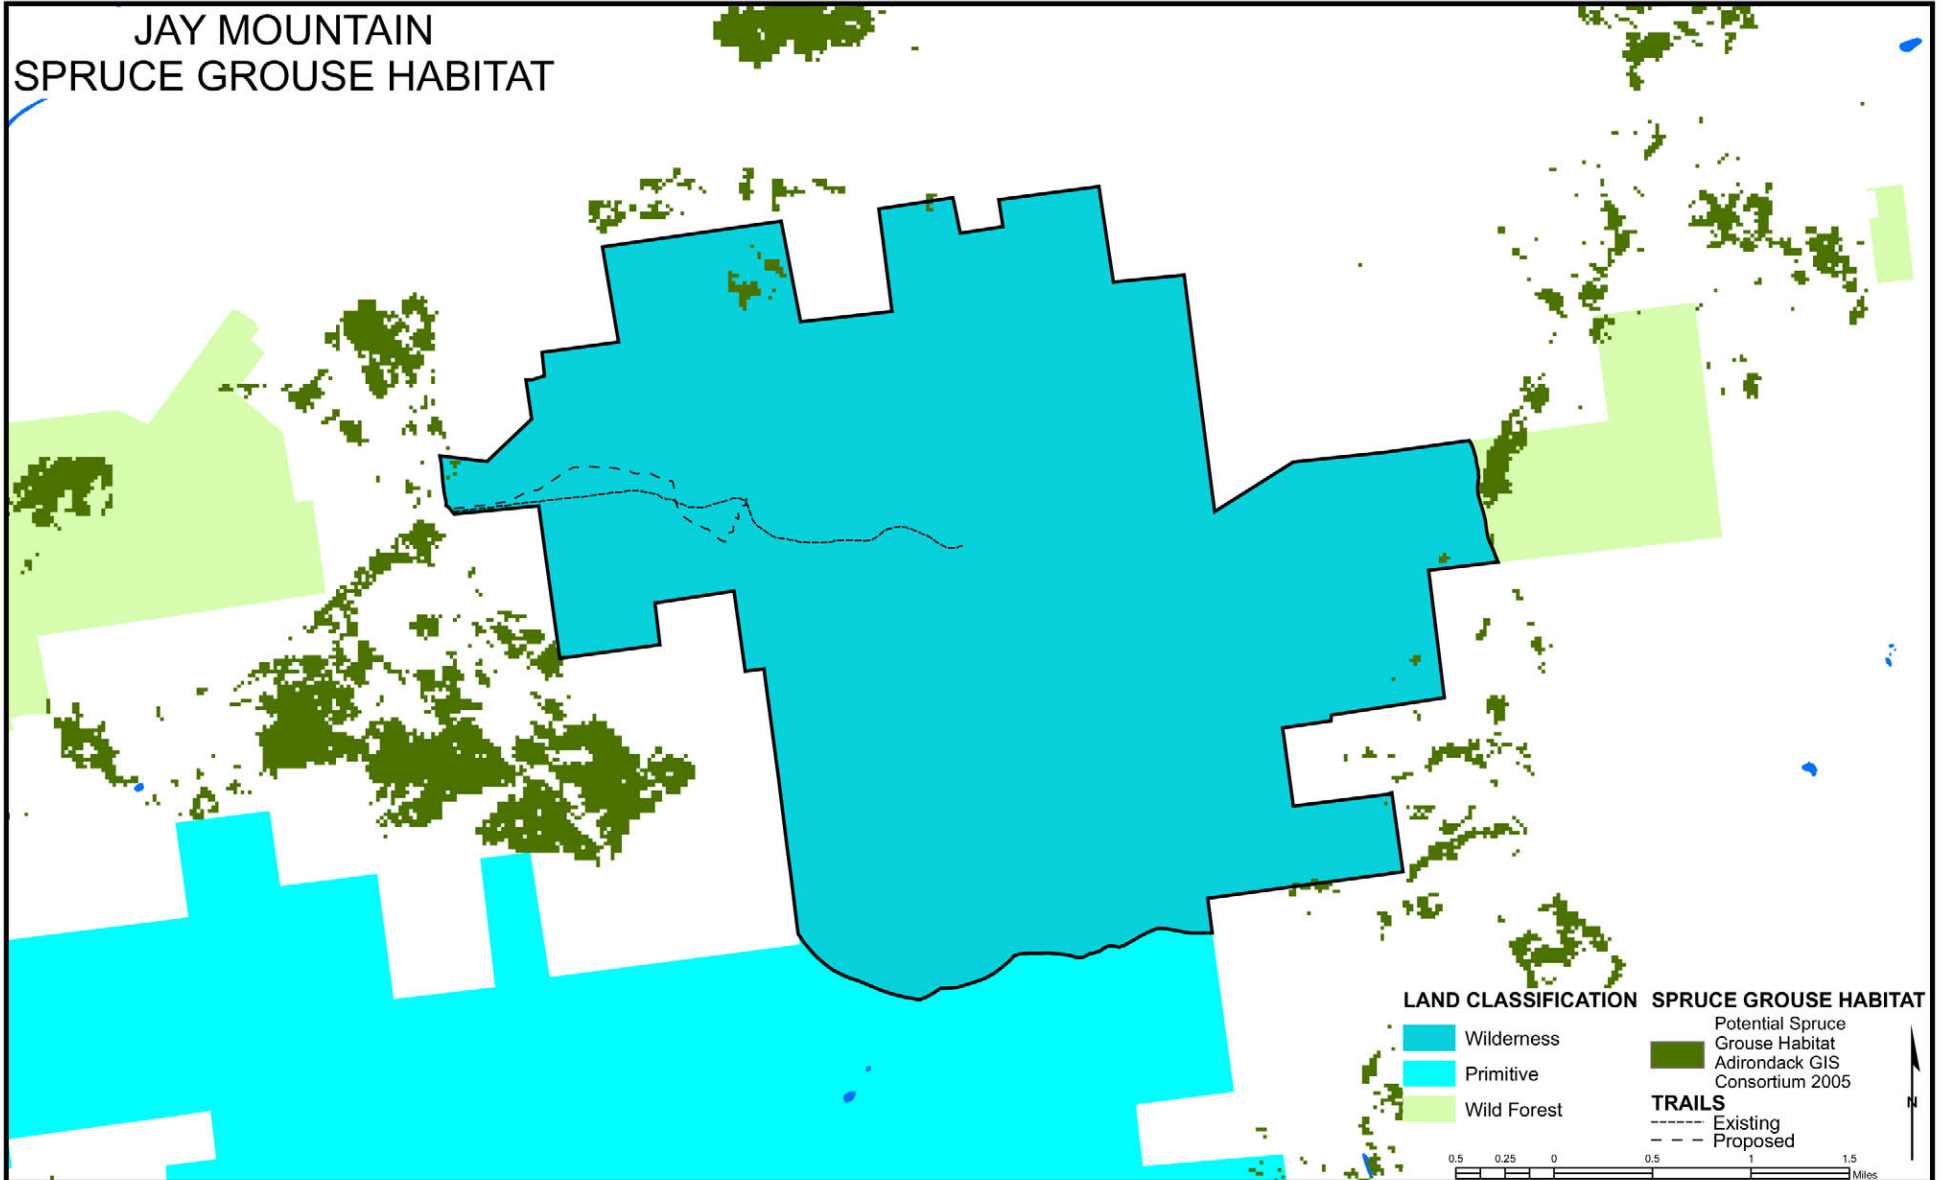 JAY MOUNTAIN
SPRUCE GROUSE HABITAT
LAND CLASSIFICATION
Wilderness
Primitive
Wild Forest
SPRUCE GROUSE HABITAT
Potential Spruce
Grouse Habitat
Adirondack GIS
Consortium 2005
TRAILS
Existing
Proposed
N
0.5 0.25 0 0.5 1 1.5
Miles